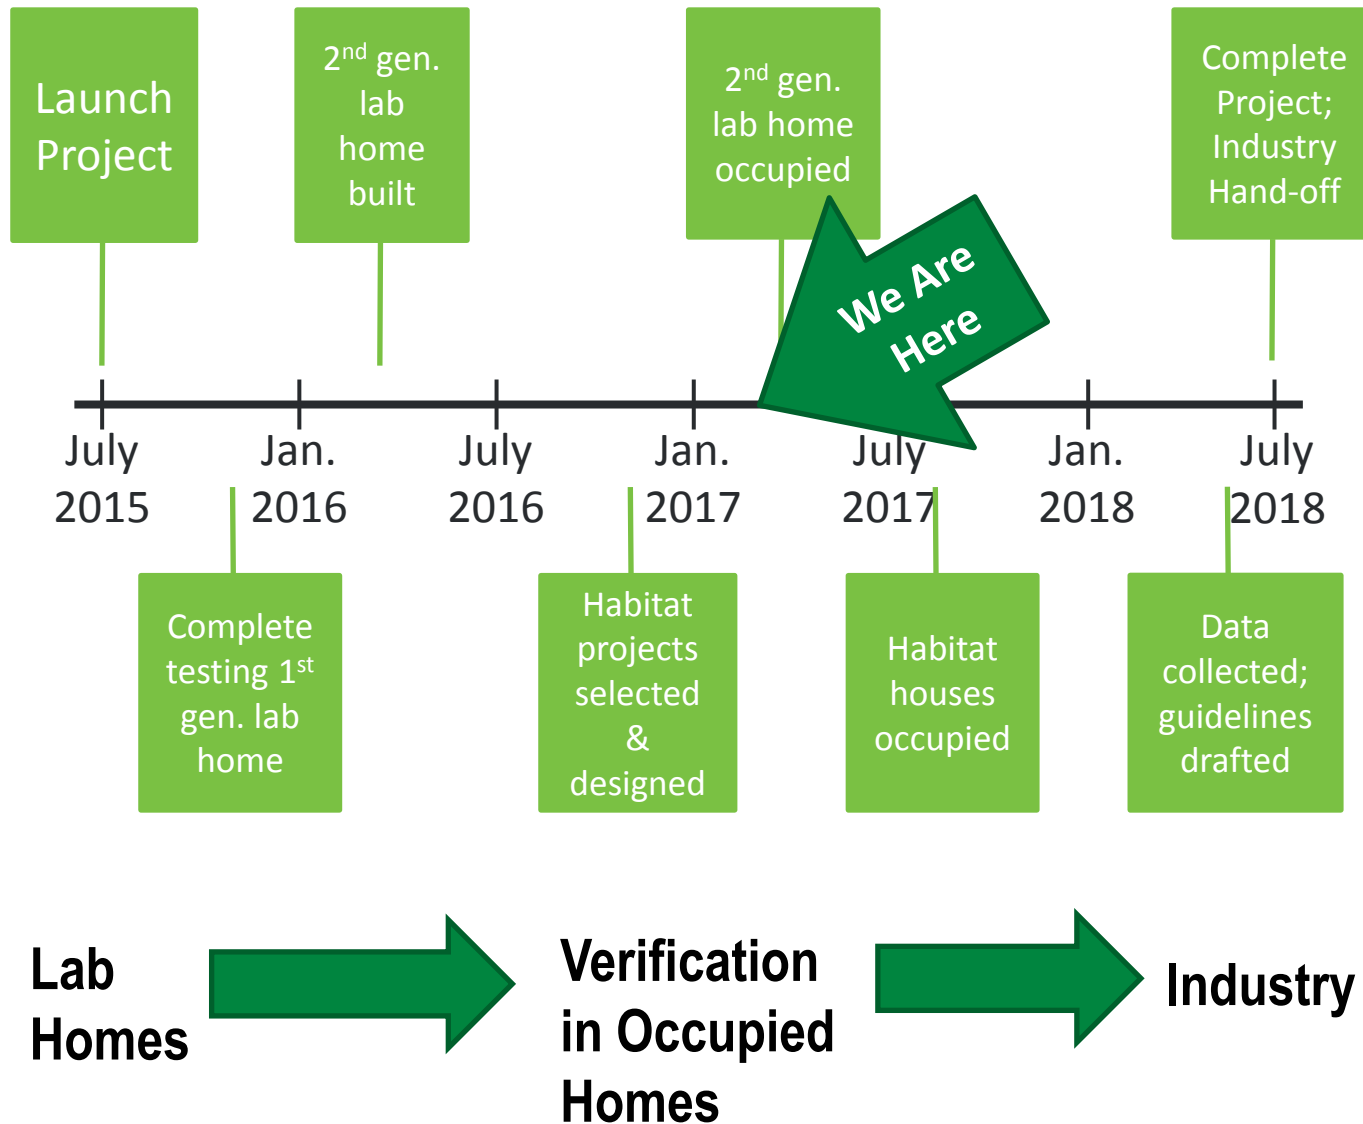 Launch
Project
2nd gen.
lab
home
built
2nd gen.
lab home
occupied
Complete
Project;
Industry
Hand-off
We Are
Here
July
2015
Jan.
2016
July
2016
Jan.
2017
July
2017
Jan.
2018
July
2018
Complete
testing 1st
gen. lab
home
Habitat
projects
selected
&
designed
Habitat
houses
occupied
Data
collected;
guidelines
drafted
Lab
Homes
Verification
in Occupied
Homes
Industry